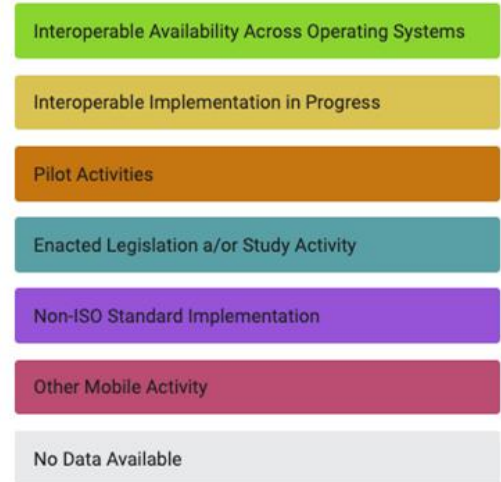 Interoperable Availability Across Operating Systems
Interoperable Implementation in Progress
Pilot Activities
Enacted Legislation a/or Study Activity
Non-ISO Standard Implementation
Other Mobile Activity
No Data Available